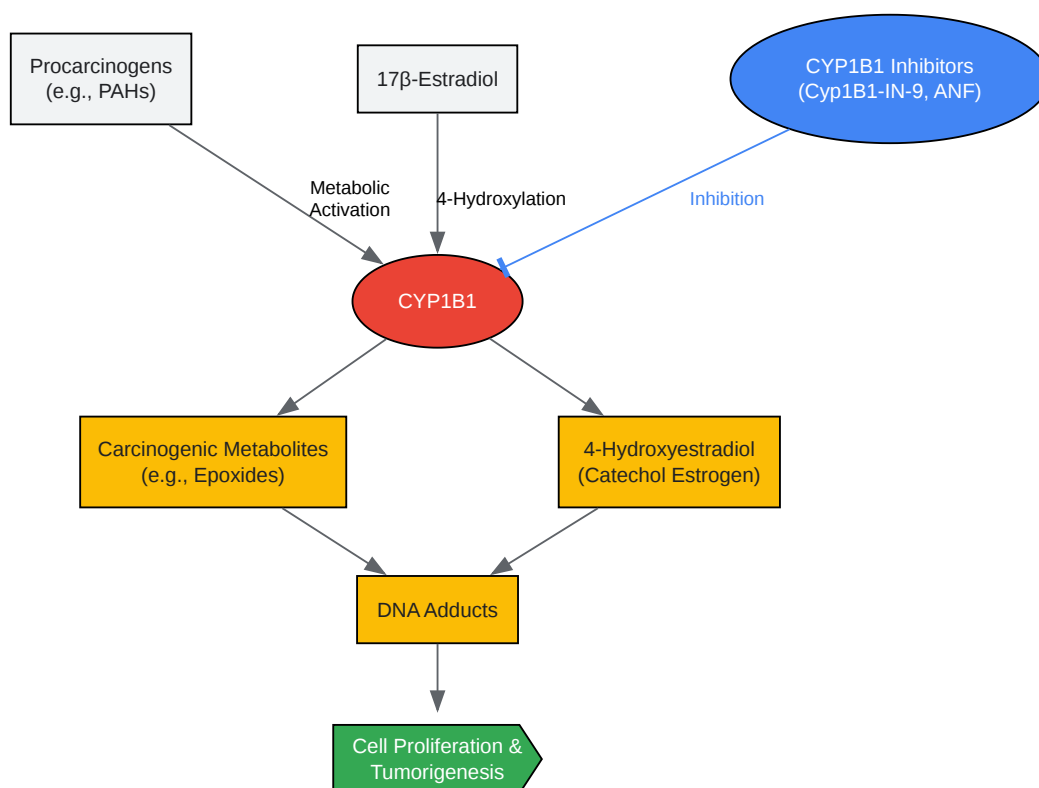 Procarcinogens
(e.g., PAHs)
17β-Estradiol
CYP1B1 Inhibitors
(Cyp1B1-IN-9, ANF)
Metabolic
Activation
4-Hydroxylation
Inhibition
CYP1B1
Carcinogenic Metabolites
(e.g., Epoxides)
4-Hydroxyestradiol
(Catechol Estrogen)
DNA Adducts
Cell Proliferation &
Tumorigenesis